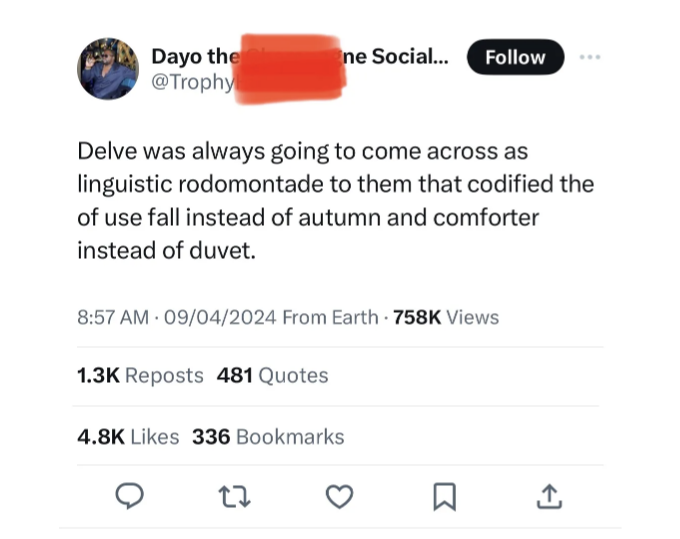 Dayo the ne Social...
Follow
@Trophy
Delve was always going to come across as
linguistic rodomontade to them that codified the
of use fall instead of autumn and comforter
instead of duvet.
8:57 AM · 09/04/2024 From Earth · 758K Views
1.3K Reposts 481 Quotes
4.8K Likes 336 Bookmarks